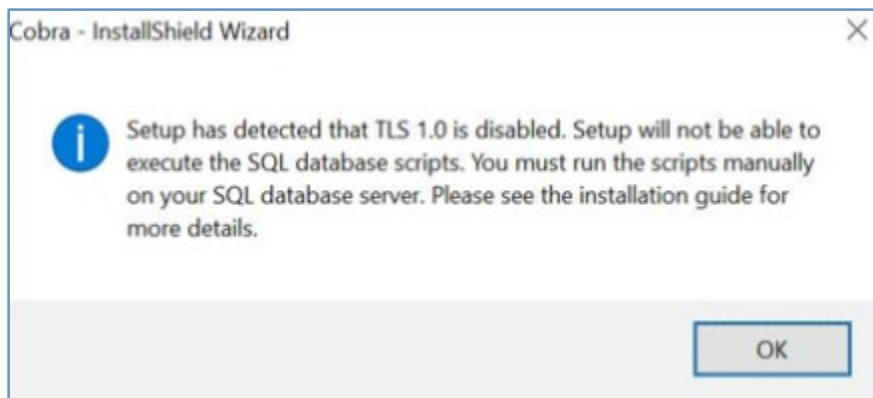 Cobra - InstallShield Wizard
Setup has detected that TLS 1.0 is disabled. Setup will not be able to
execute the SQL database scripts. You must run the scripts manually
on your SQL database server. Please see the installation guide for
more details.
OK